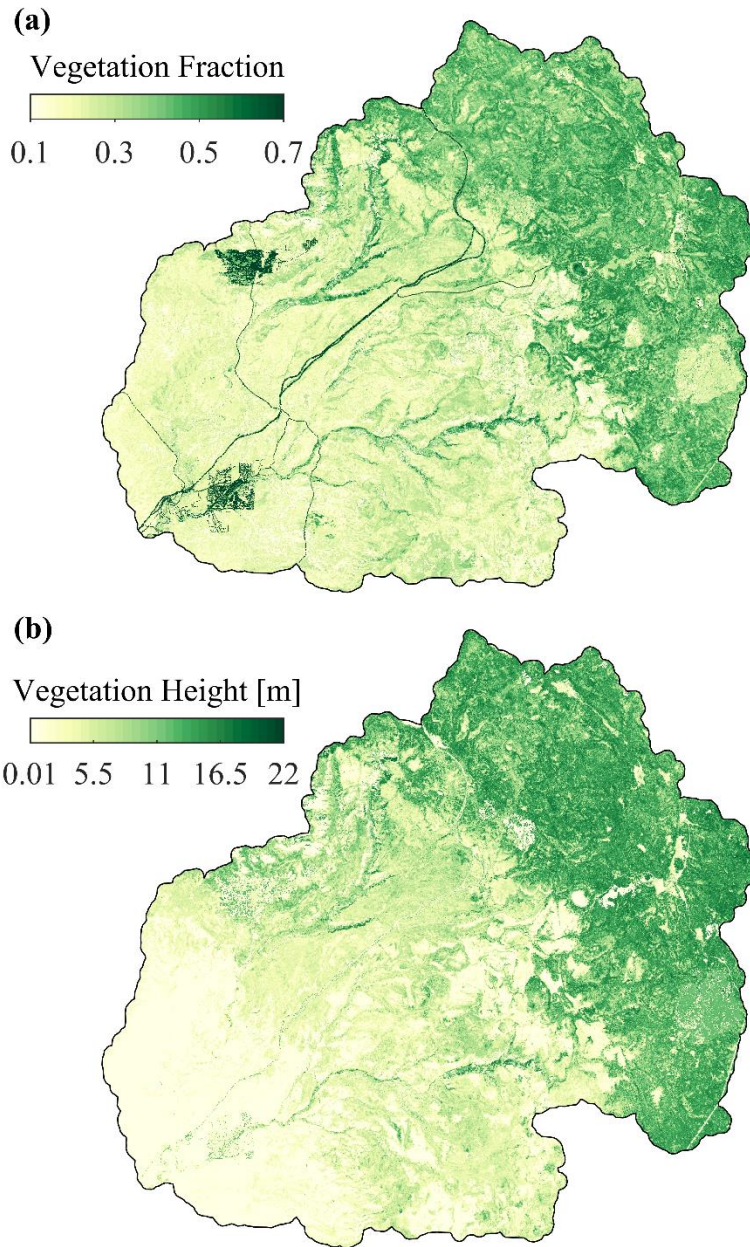 (a)
Vegetation Fraction
0.1 0.3 0.5 0.7
(b)
Vegetation Height [m]
0.01 5.5 11 16.5 22